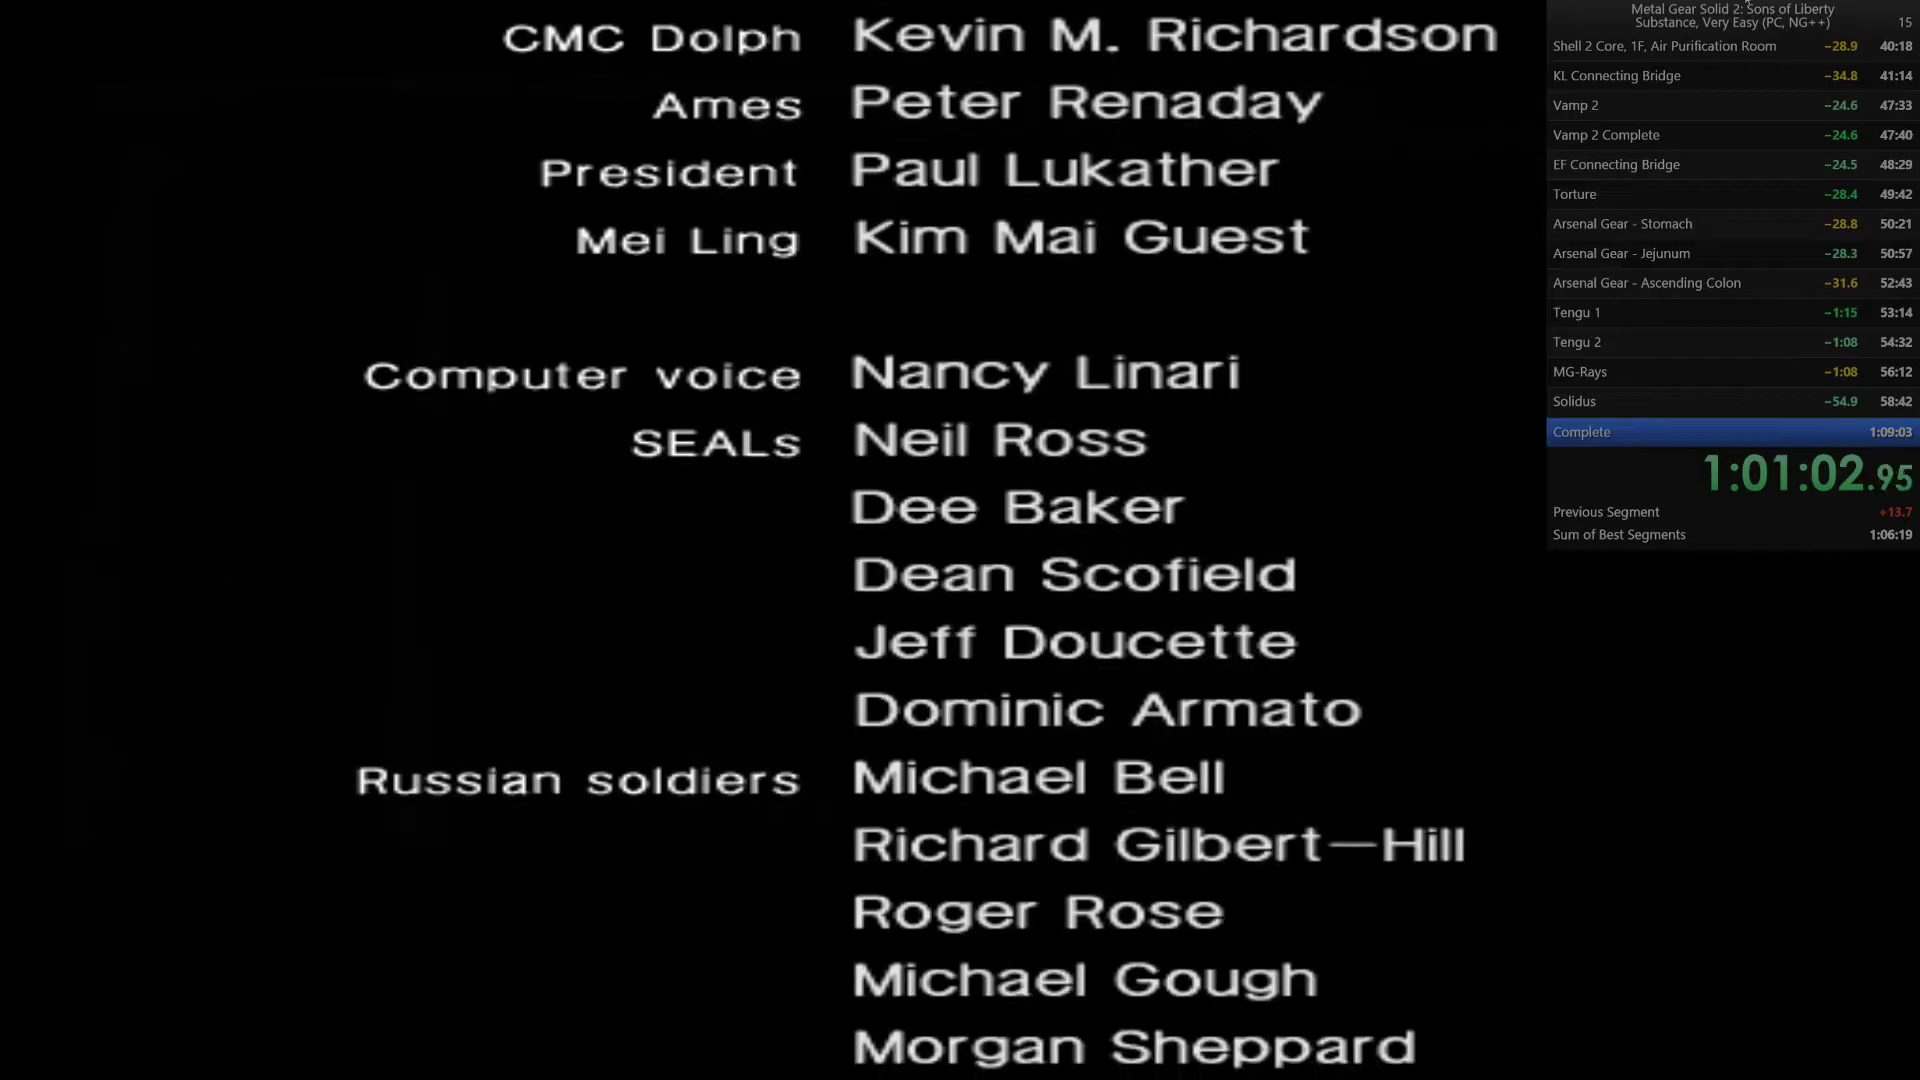 CMC Dolph Kevin M. Richardson
Ames Peter Renaday
President Paul Lukather
Mei Ling Kim Mai Guest
Computer voice Nancy Linari
SEALs Neil Ross
Dee Baker
Dean Scofield
Jeff Doucette
Dominic Armato
Russian soldiers Michael Bell
Richard Gilbert-Hill
Roger Rose
Michael Gough
Morgan Sheppard
Metal Gear Solid 2: Sons of Liberty
Substance, Very Easy (PC, NG++) 15
Shell 2 Core, 1F, Air Purification Room −28.9 40:18
KL Connecting Bridge −34.8 41:14
Vamp 2 −24.6 47:33
Vamp 2 Complete −24.6 47:40
EF Connecting Bridge −24.5 48:29
Torture −28.4 49:42
Arsenal Gear - Stomach −28.8 50:21
Arsenal Gear - Jejunum −28.3 50:57
Arsenal Gear - Ascending Colon −31.6 52:43
Tengu 1 −1:15 53:14
Tengu 2 −1:08 54:32
MG-Rays −1:08 56:12
Solidus −54.9 58:42
Complete 1:09:03
1:01:02.95
Previous Segment +13.7
Sum of Best Segments 1:06:19